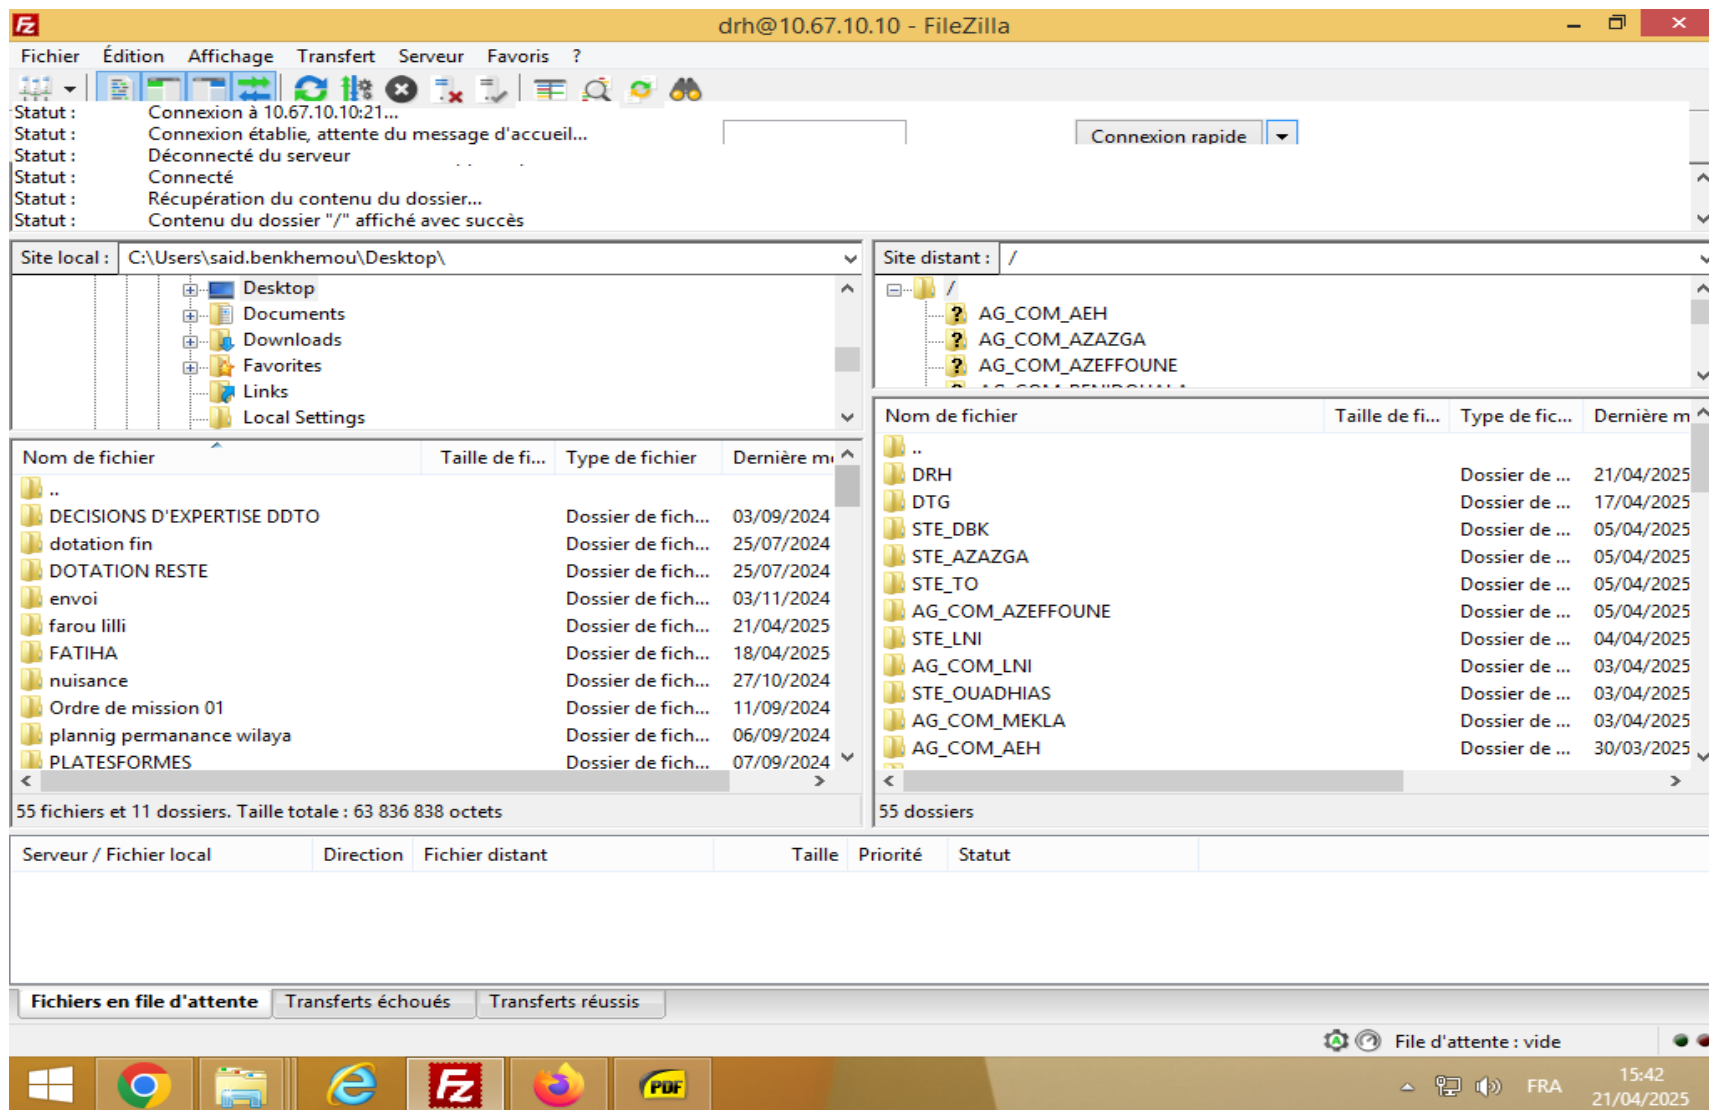 drh@10.67.10.10 - FileZilla
Fichier Édition Affichage Transfert Serveur Favoris ?
Statut : Connexion à 10.67.10.10:21...
Statut : Connexion établie, attente du message d'accueil...
Connexion rapide
Statut : Déconnecté du serveur
Statut : Connecté
Statut : Récupération du contenu du dossier...
Statut : Contenu du dossier "/" affiché avec succès
Site local : C:\Users\said.benkhemou\Desktop\
Desktop
Documents
Downloads
Favorites
Links
Local Settings
Nom de fichier Taille de fi... Type de fichier Dernière m
..
DECISIONS D'EXPERTISE DDTO Dossier de fich... 03/09/2024
dotation fin Dossier de fich... 25/07/2024
DOTATION RESTE Dossier de fich... 25/07/2024
envoi Dossier de fich... 03/11/2024
farou lilli Dossier de fich... 21/04/2025
FATIHA Dossier de fich... 18/04/2025
nuisance Dossier de fich... 27/10/2024
Ordre de mission 01 Dossier de fich... 11/09/2024
plannig permanance wilaya Dossier de fich... 06/09/2024
PLATESFORMES Dossier de fich... 07/09/2024
55 fichiers et 11 dossiers. Taille totale : 63 836 838 octets
Site distant : /
/
AG_COM_AEH
AG_COM_AZAZGA
AG_COM_AZEFFOUNE
Nom de fichier Taille de fi... Type de fic... Dernière m
..
DRH Dossier de ... 21/04/2025
DTG Dossier de ... 17/04/2025
STE_DBK Dossier de ... 05/04/2025
STE_AZAZGA Dossier de ... 05/04/2025
STE_TO Dossier de ... 05/04/2025
AG_COM_AZEFFOUNE Dossier de ... 05/04/2025
STE_LNI Dossier de ... 04/04/2025
AG_COM_LNI Dossier de ... 03/04/2025
STE_OUADHIAS Dossier de ... 03/04/2025
AG_COM_MEKLA Dossier de ... 03/04/2025
AG_COM_AEH Dossier de ... 30/03/2025
55 dossiers
Serveur / Fichier local Direction Fichier distant Taille Priorité Statut
Fichiers en file d'attente Transferts échoués Transferts réussis
File d'attente : vide
PDF
FRA
15:42
21/04/2025